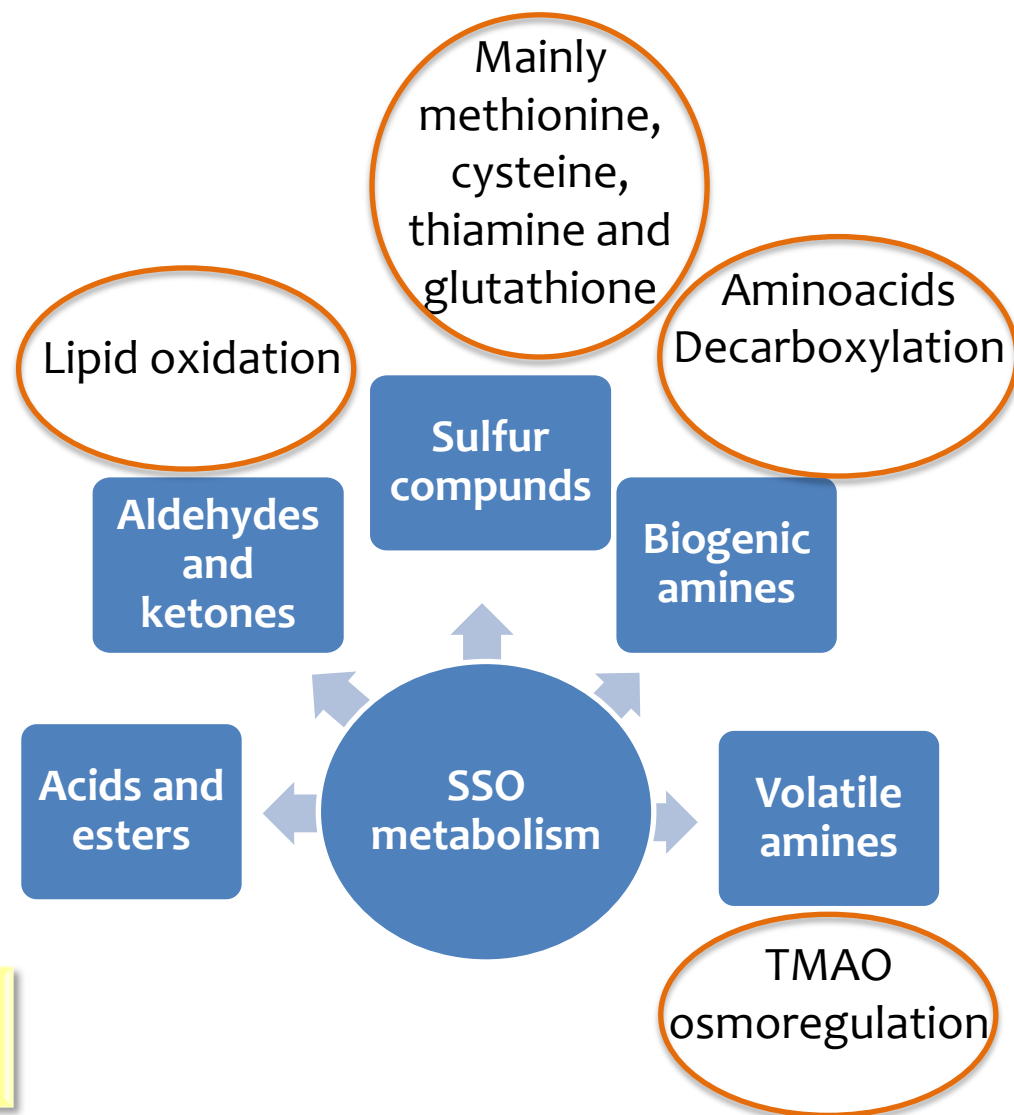 Mainly
methionine,
cysteine,
thiamine and
glutathione
Aminoacids
Decarboxylation
Lipid oxidation
Sulfur
compunds
Aldehydes
and
ketones
Biogenic
amines
Acids and
esters
SSO
metabolism
Volatile
amines
TMAO
osmoregulation